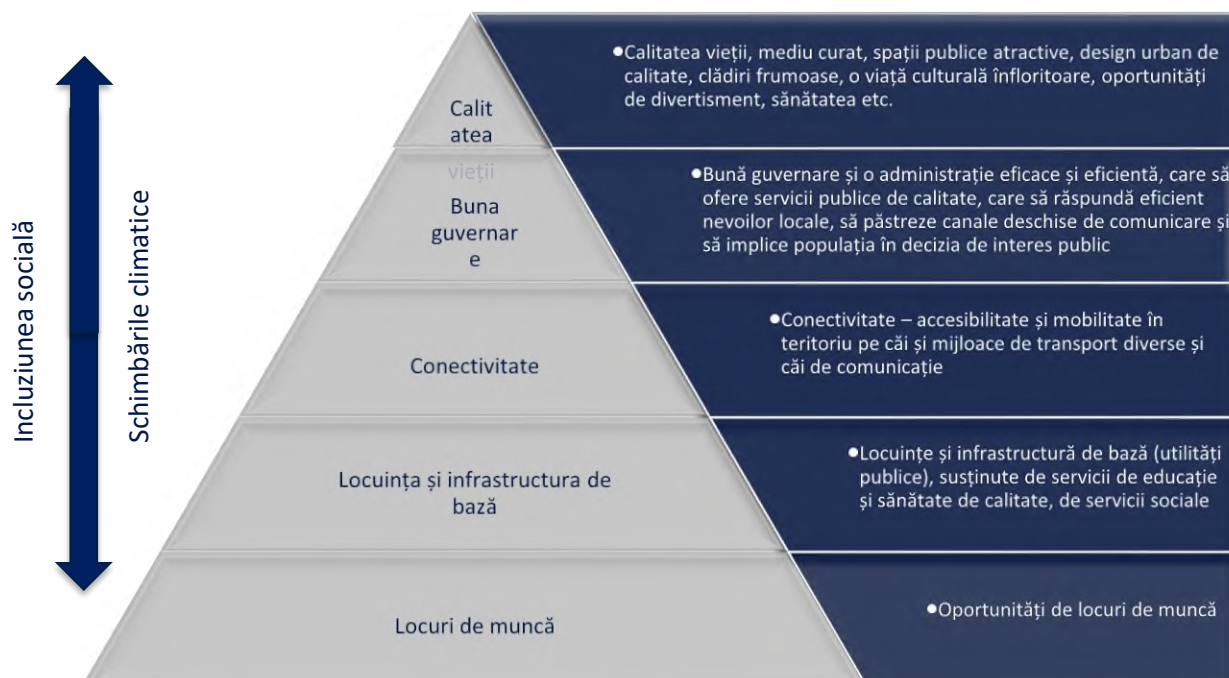 Incluziunea socială
Schimbările climatice
Calit
atea
vieții
•Calitatea vieții, mediu curat, spații publice atractive, design urban de
calitate, clădiri frumoase, o viață culturală înfloritoare, oportunități
de divertisment, sănătatea etc.
Buna
guvernar
e
•Bună guvernare și o administrație eficace și eficientă, care să
ofere servicii publice de calitate, care să răspundă eficient
nevoilor locale, să păstreze canale deschise de comunicare și
să implice populația în decizia de interes public
Conectivitate
•Conectivitate – accesibilitate și mobilitate în
teritoriu pe căi și mijloace de transport diverse și
căi de comunicație
Locuința și infrastructura de
bază
•Locuințe și infrastructură de bază (utilități
publice), susținute de servicii de educație
și sănătate de calitate, de servicii sociale
Locuri de muncă
•Oportunități de locuri de muncă